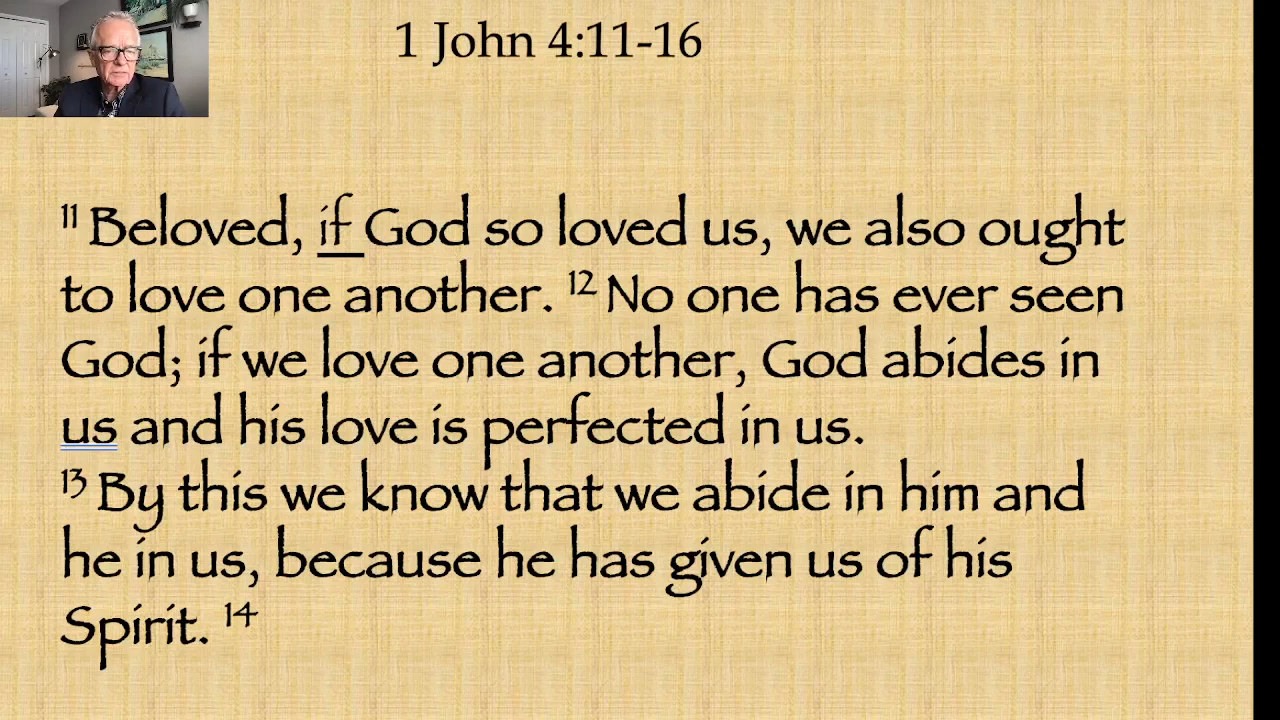 1 John 4:11-16
11 Beloved, if God so loved us, we also ought
to love one another. 12 No one has ever seen
God; if we love one another, God abides in
us and his love is perfected in us.
13 By this we know that we abide in him and
he in us, because he has given us of his
Spirit. 14